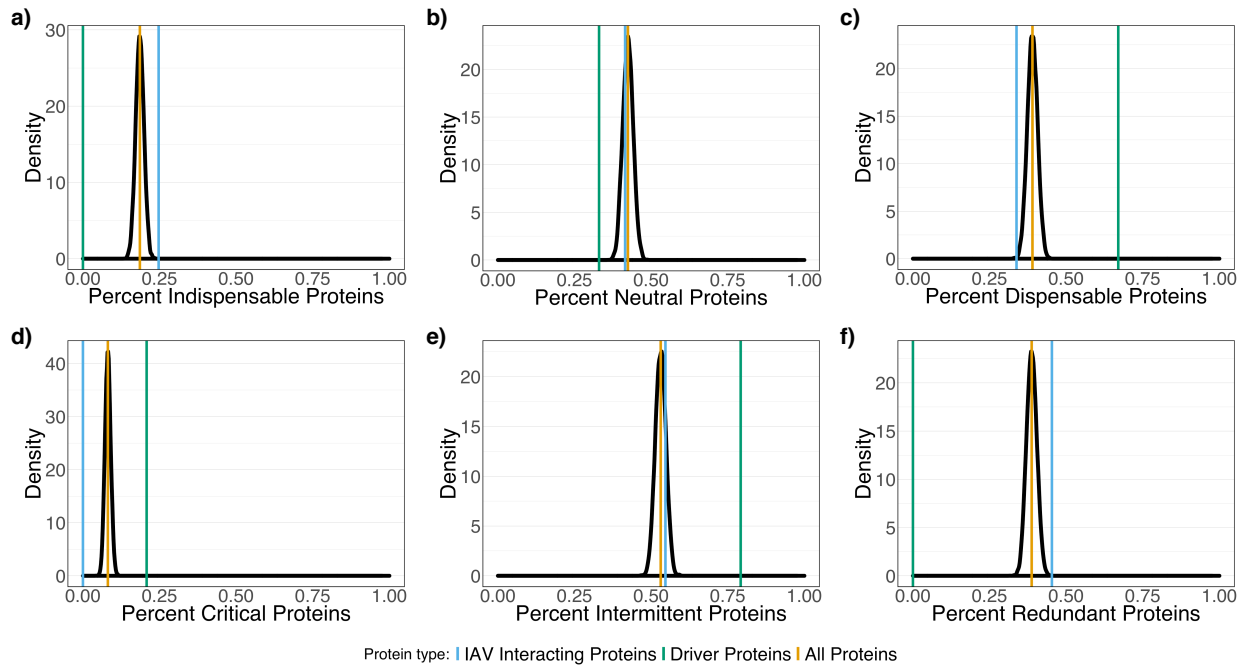 a)
30
20
10
0
Density
0.00 0.25 0.50 0.75 1.00
Percent Indispensable Proteins
b)
20
15
10
5
0
Density
0.00 0.25 0.50 0.75 1.00
Percent Neutral Proteins
c)
20
15
10
5
0
Density
0.00 0.25 0.50 0.75 1.00
Percent Dispensable Proteins
d)
40
30
20
10
0
Density
0.00 0.25 0.50 0.75 1.00
Percent Critical Proteins
e)
20
15
10
5
0
Density
0.00 0.25 0.50 0.75 1.00
Percent Intermittent Proteins
f)
20
15
10
5
0
Density
0.00 0.25 0.50 0.75 1.00
Percent Redundant Proteins
Protein type: IAV Interacting Proteins Driver Proteins All Proteins